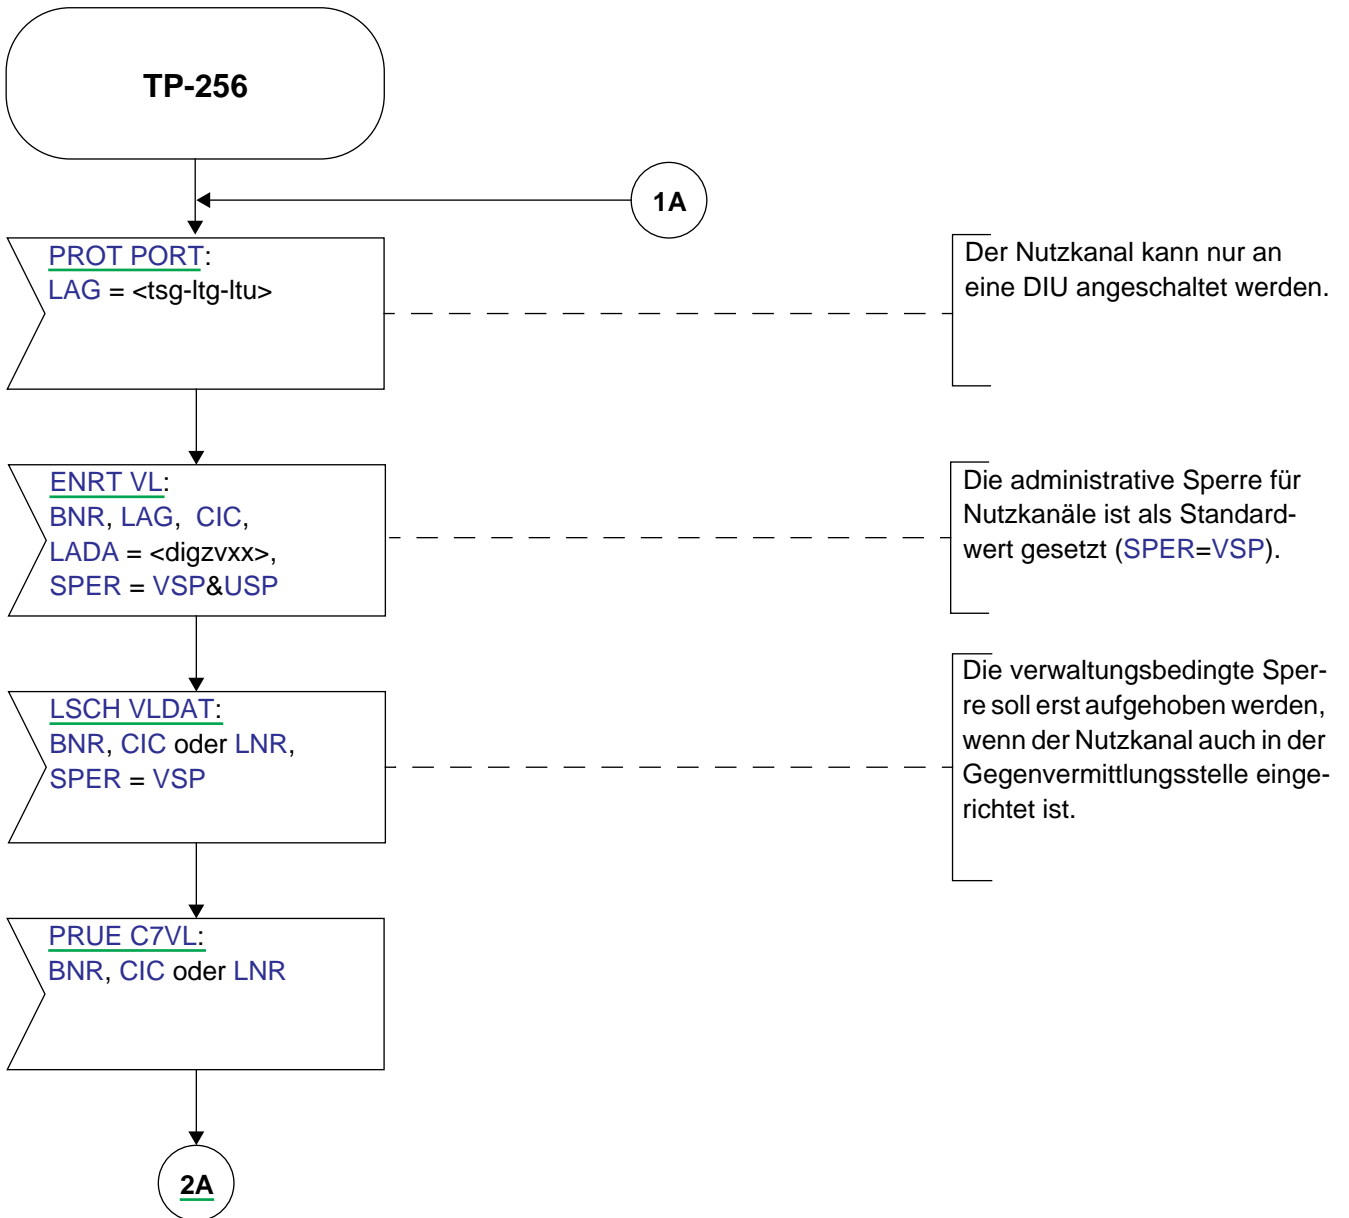 TP-256
1A
PROT PORT:
LAG = <tsg-ltg-ltu>
Der Nutzkanal kann nur an
eine DIU angeschaltet werden.
ENRT VL:
BNR, LAG, CIC,
LADA = <digzvxx>,
SPER = VSP&USP
Die administrative Sperre für
Nutzkanäle ist als Standard-
wert gesetzt (SPER=VSP).
LSCH VLDAT:
BNR, CIC oder LNR,
SPER = VSP
Die verwaltungsbedingte Sper-
re soll erst aufgehoben werden,
wenn der Nutzkanal auch in der
Gegenvermittlungsstelle einge-
richtet ist.
PRUE C7VL:
BNR, CIC oder LNR
2A